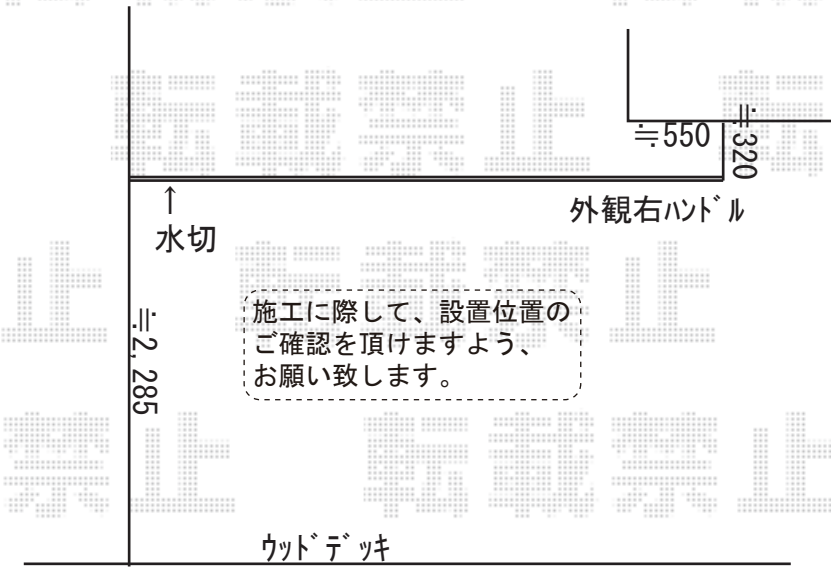 転載禁止 転
≒550
≒320
↑
水切
外観右ﾊﾝﾄﾞﾙ
止 転載禁止
施工に際して、設置位置の
ご確認を頂けますよう、
お願い致します。
≒2,285
禁止 転載禁止
ｳｯﾄﾞﾃﾞｯｷ